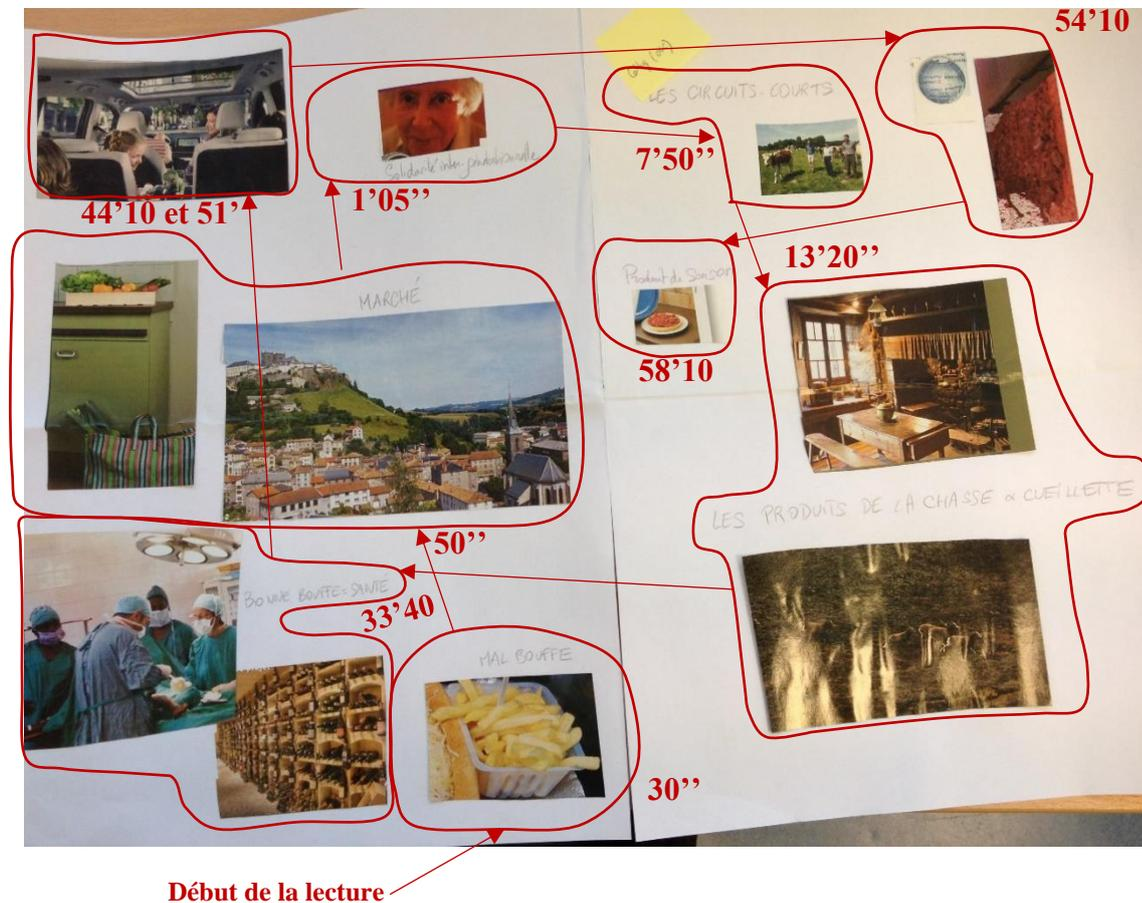 54'10
LES CIRCUITS-COURTS
7'50''
Solidarité inter-générationnelle
1'05''
44'10 et 51'
13'20''
Produit de
MARCHÉ
58'10
LES PRODUITS DE LA CHASSE & CUEILLETTE
50''
BONNE BOUFFE = SANTÉ
33'40
MAL BOUFFE
30''
Début de la lecture